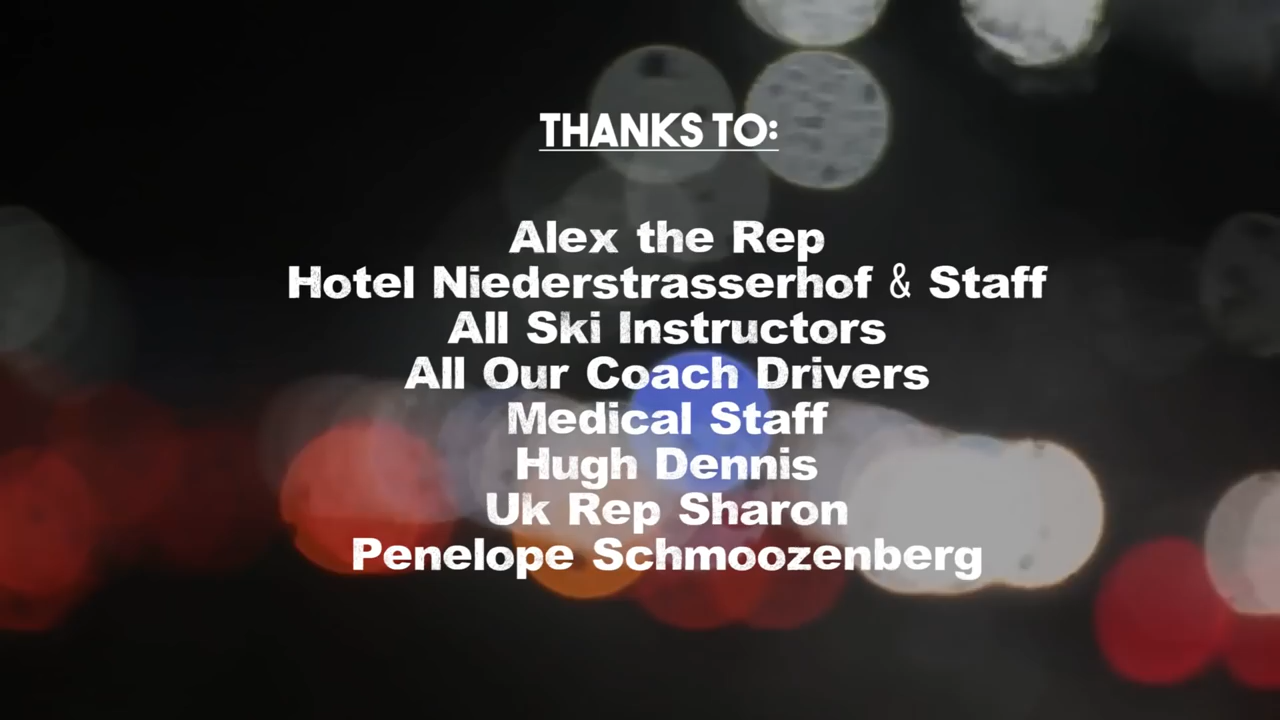 THANKS TO:
Alex the Rep
Hotel Niederstrasserhof & Staff
All Ski Instructors
All Our Coach Drivers
Medical Staff
Hugh Dennis
Uk Rep Sharon
Penelope Schmoozenberg